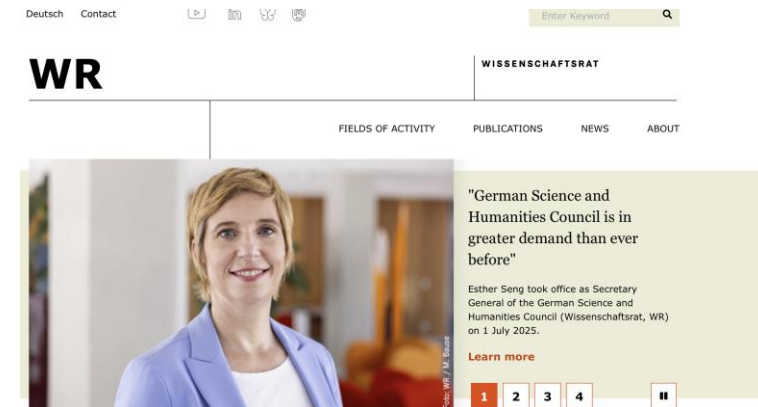 Deutsch Contact
Enter Keyword
WR
WISSENSCHAFTSRAT
FIELDS OF ACTIVITY PUBLICATIONS NEWS ABOUT
"German Science and
Humanities Council is in
greater demand than ever
before"
Esther Seng took office as Secretary
General of the German Science and
Humanities Council (Wissenschaftsrat, WR)
on 1 July 2025.
Learn more
1 2 3 4
Foto: WR / M. Bause